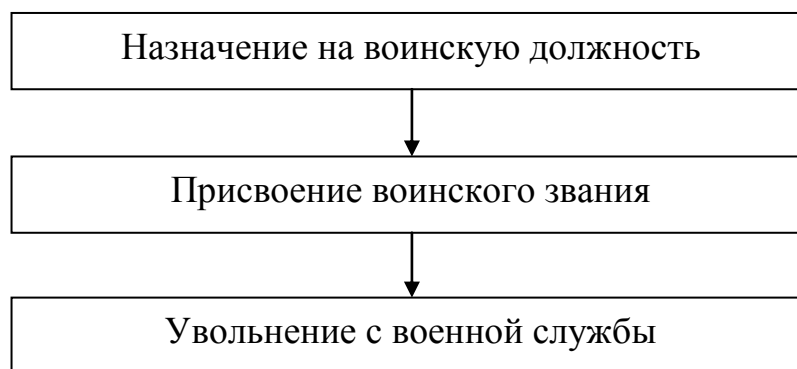 Назначение на воинскую должность
Присвоение воинского звания
Увольнение с военной службы